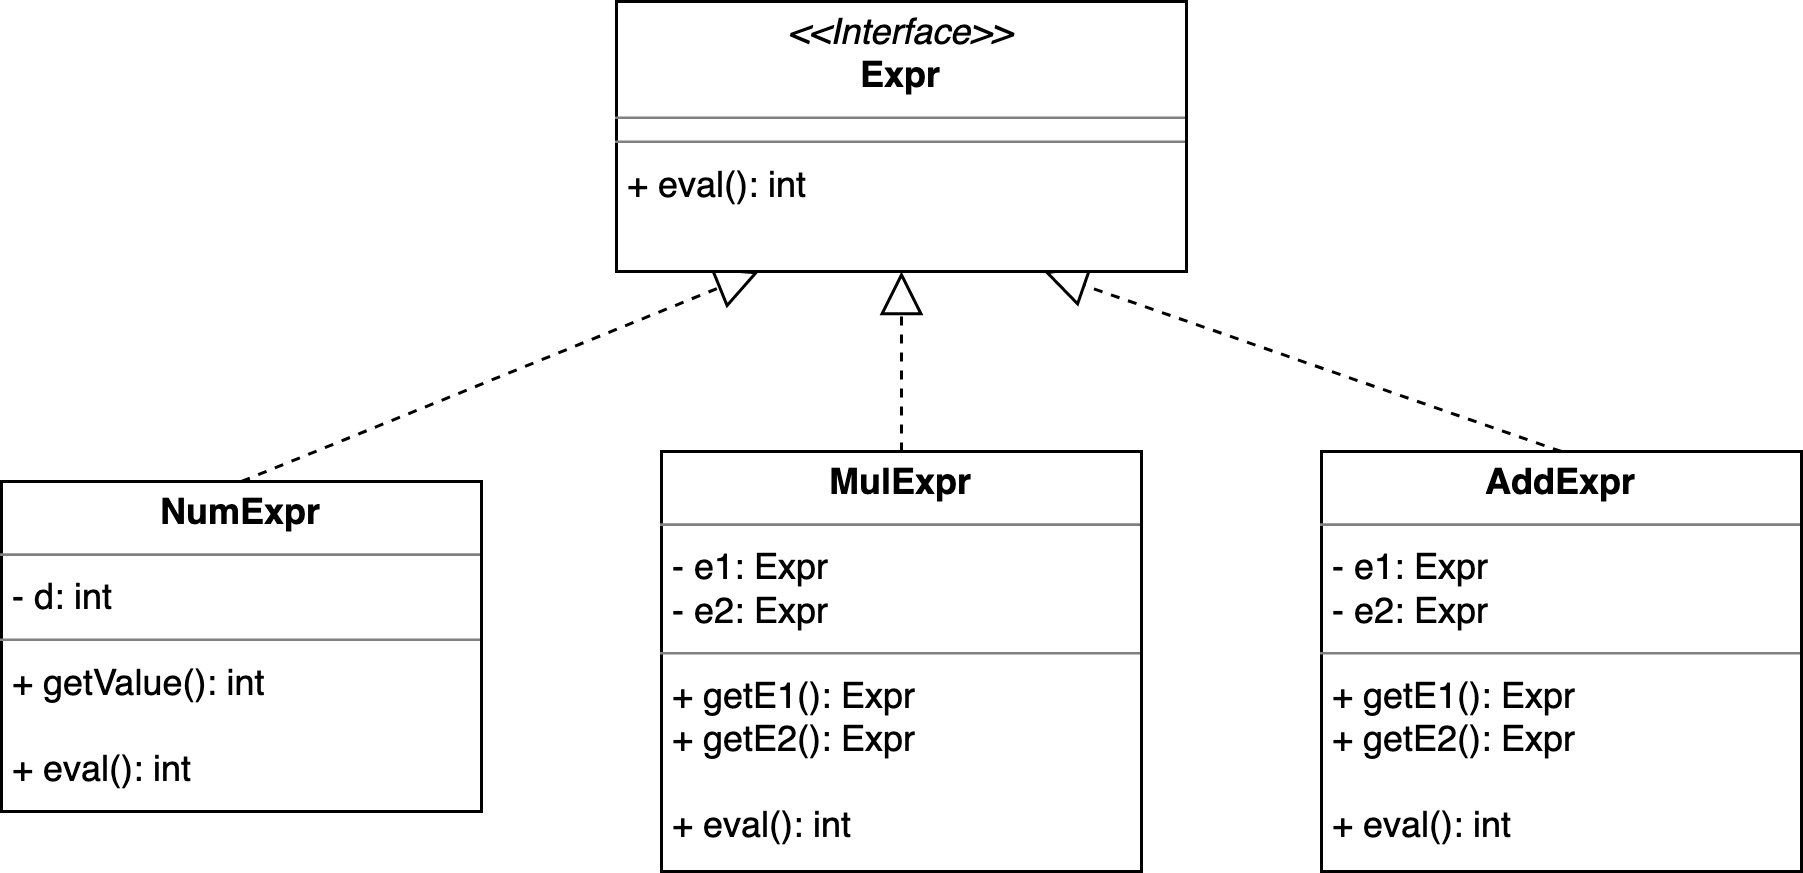 <<Interface>>
Expr
+ eval(): int
NumExpr
- d: int
+ getValue(): int
+ eval(): int
MulExpr
- e1: Expr
- e2: Expr
+ getE1(): Expr
+ getE2(): Expr
+ eval(): int
AddExpr
- e1: Expr
- e2: Expr
+ getE1(): Expr
+ getE2(): Expr
+ eval(): int